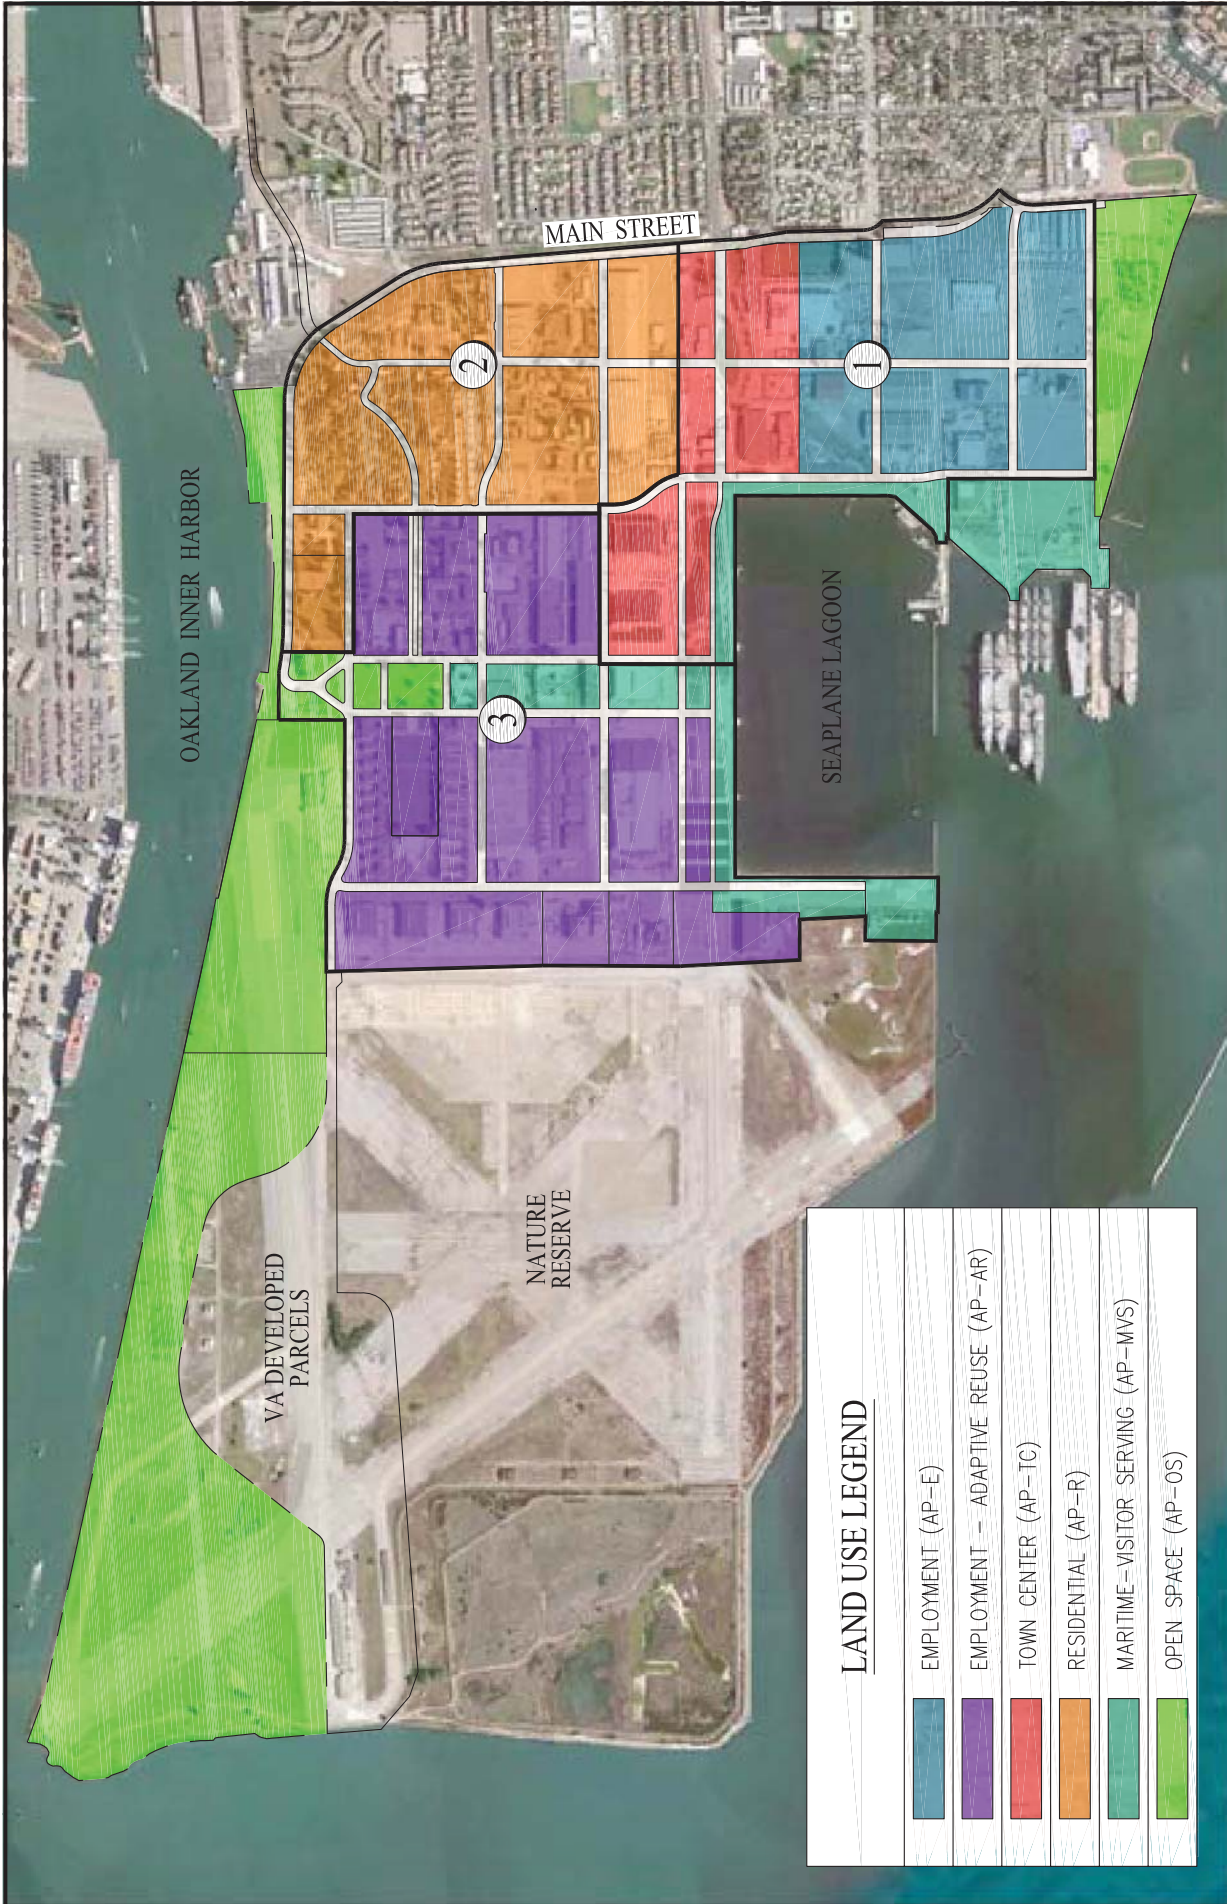 OAKLAND INNER HARBOR
MAIN STREET
2
1
3
SEAPLANE LAGOON
VA DEVELOPED
PARCELS
NATURE
RESERVE
LAND USE LEGEND
EMPLOYMENT (AP-E)
EMPLOYMENT - ADAPTIVE REUSE (AP-AR)
TOWN CENTER (AP-TC)
RESIDENTIAL (AP-R)
MARITIME-VISITOR SERVING (AP-MVS)
OPEN SPACE (AP-OS)